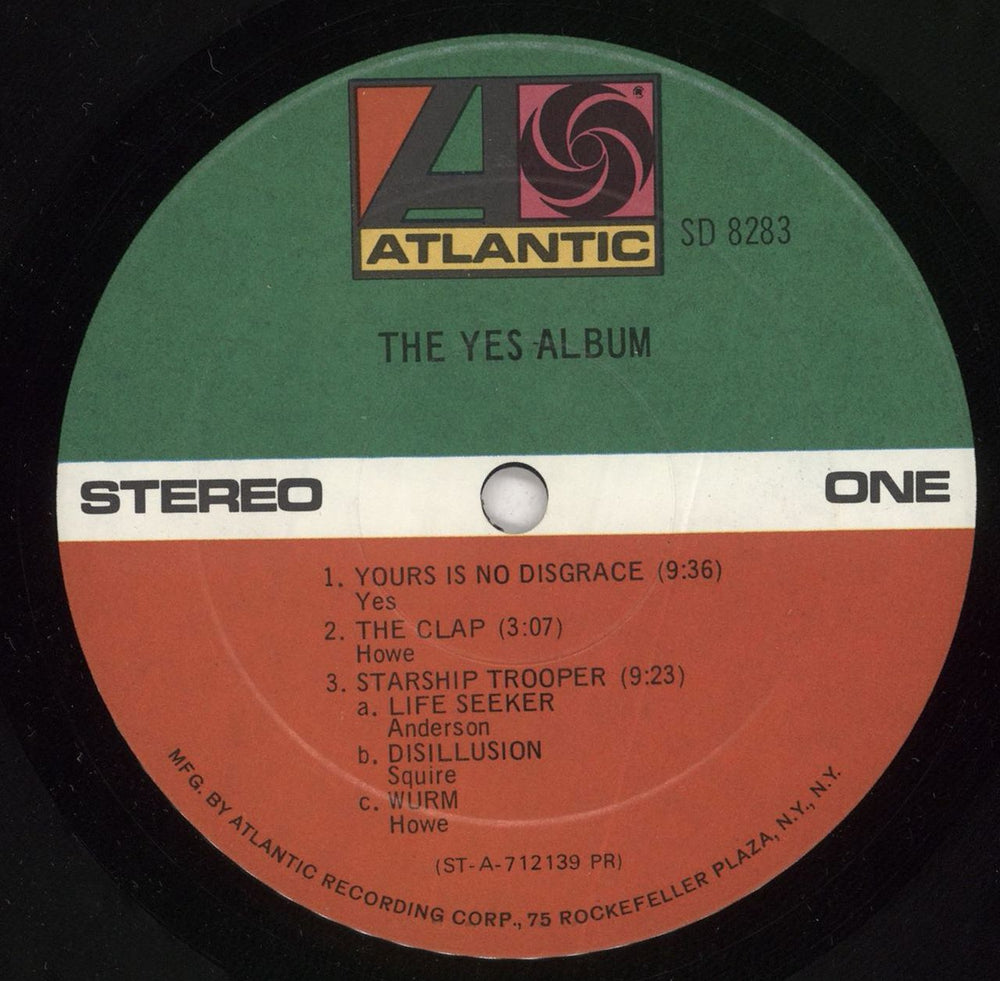 ATLANTIC
®
SD 8283
THE YES ALBUM
STEREO
ONE
1. YOURS IS NO DISGRACE (9:36)
Yes
2. THE CLAP (3:07)
Howe
3. STARSHIP TROOPER (9:23)
a. LIFE SEEKER
Anderson
b. DISILLUSION
Squire
c. WURM
Howe
(ST-A-712139 PR)
MFG. BY ATLANTIC RECORDING CORP., 75 ROCKEFELLER PLAZA, N.Y., N.Y.